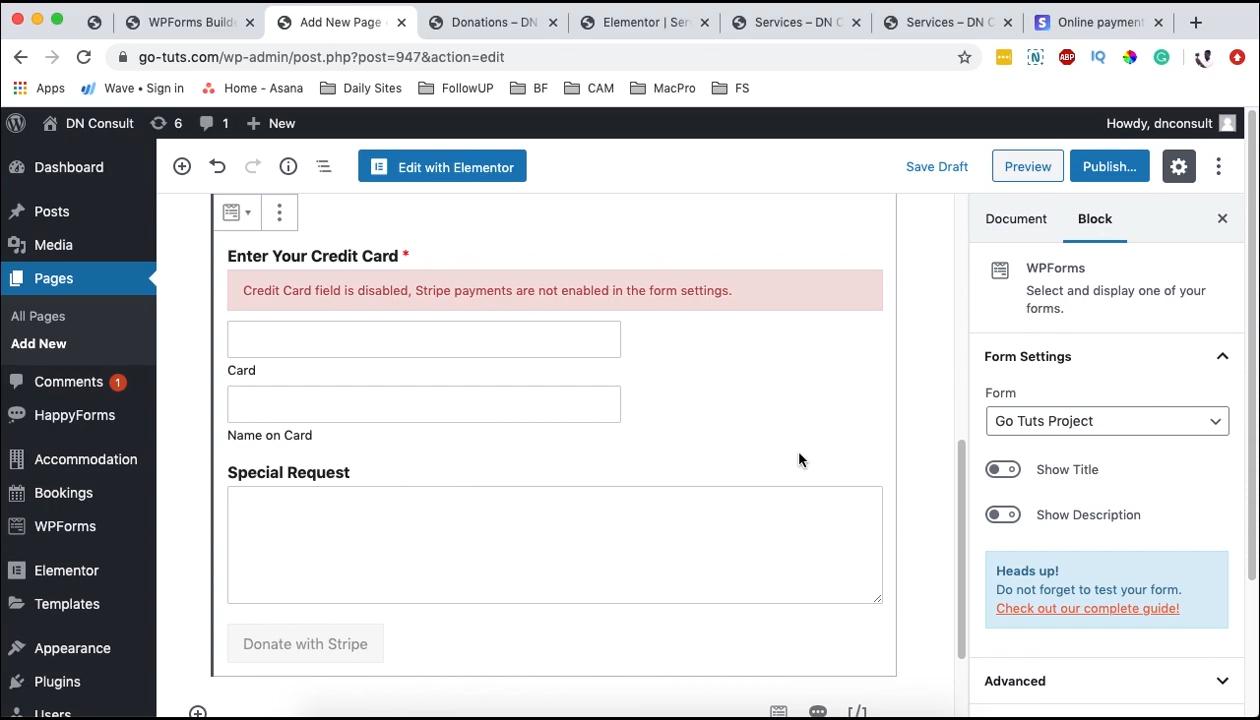 WPForms Builde
Add New Page
Donations – DN
Elementor | Ser
Services – DN C
Services – DN C
Online payment
go-tuts.com/wp-admin/post.php?post=947&action=edit
Apps
Wave • Sign in
Home - Asana
Daily Sites
FollowUP
BF
CAM
MacPro
FS
DN Consult
6
1
New
Howdy, dnconsult
Dashboard
Posts
Media
Pages
All Pages
Add New
Comments 1
HappyForms
Accommodation
Bookings
WPForms
Elementor
Templates
Appearance
Plugins
Users
Edit with Elementor
Save Draft
Preview
Publish...
Enter Your Credit Card *
Credit Card field is disabled, Stripe payments are not enabled in the form settings.
Card
Name on Card
Special Request
Donate with Stripe
Document
Block
WPForms
Select and display one of your
forms.
Form Settings
Form
Go Tuts Project
Show Title
Show Description
Heads up!
Do not forget to test your form.
Check out our complete guide!
Advanced